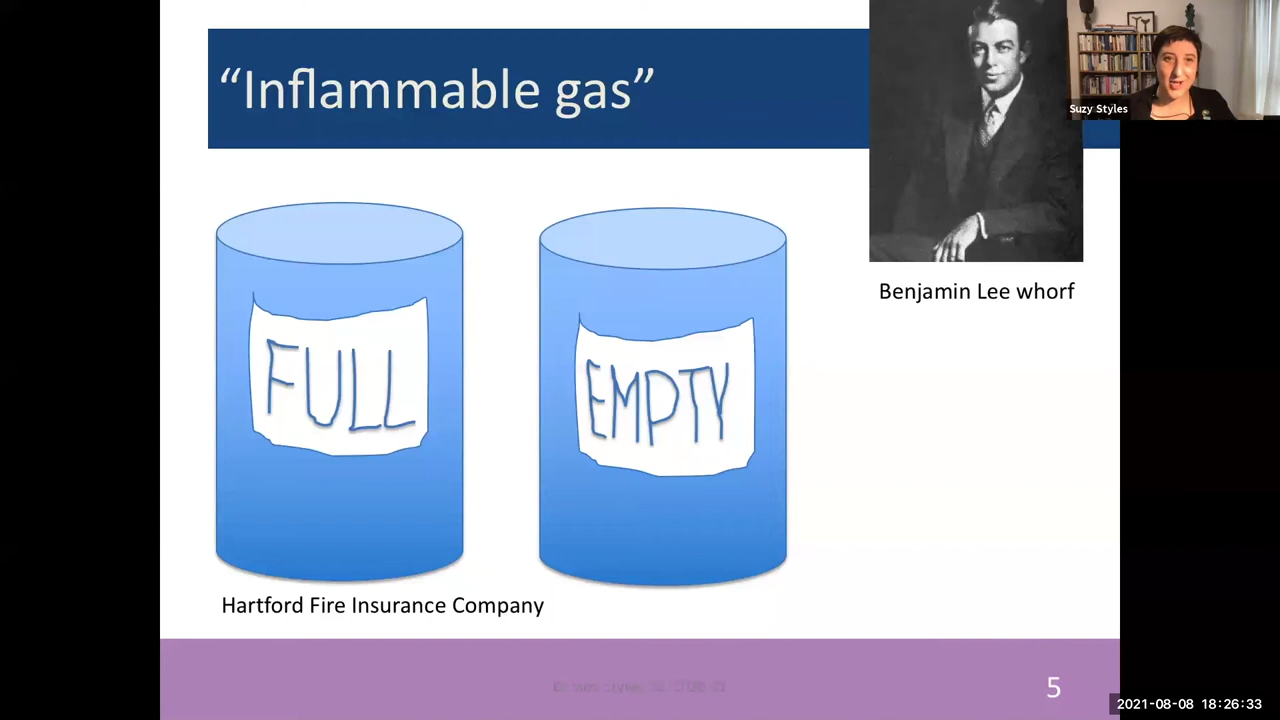 “Inflammable gas”
Suzy Styles
Benjamin Lee whorf
FULL
EMPTY
Hartford Fire Insurance Company
5
2021-08-08 18:26:33